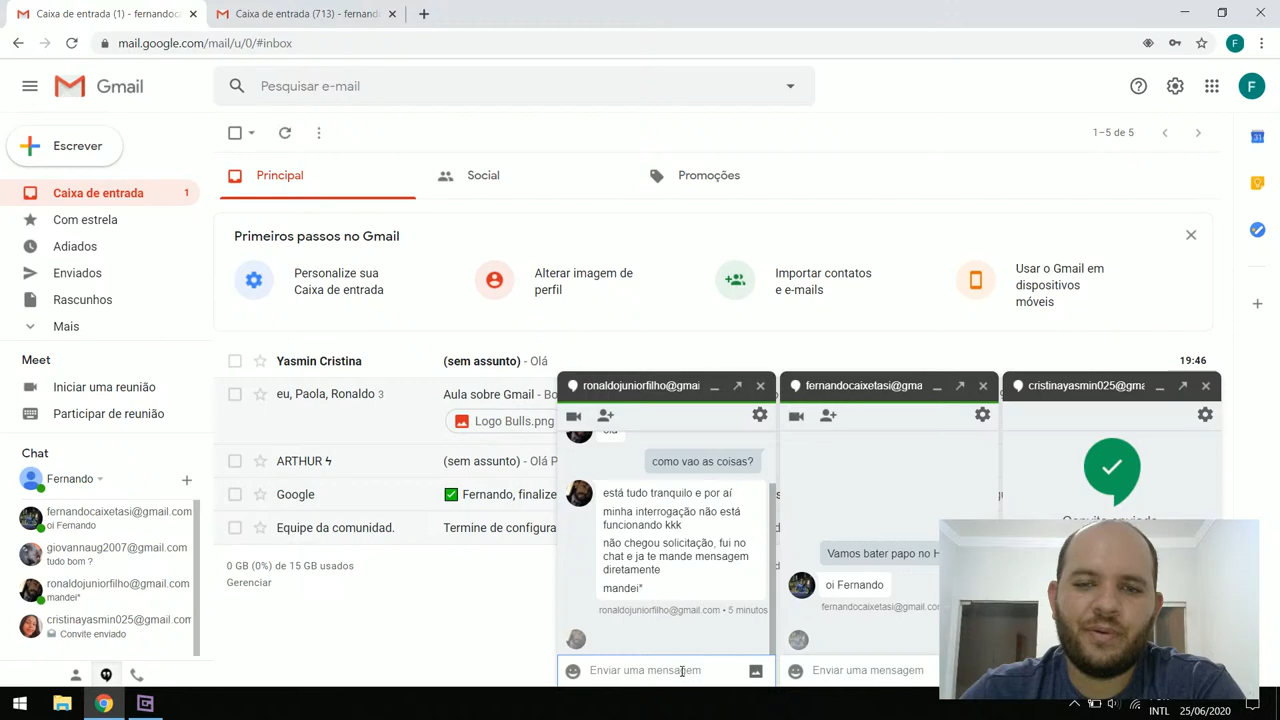 Caixa de entrada (1) - fernandoca
Caixa de entrada (713) - fernand
mail.google.com/mail/u/0/#inbox
F
Gmail
Pesquisar e-mail
F
Escrever
1–5 de 5
Principal
Social
Promoções
Caixa de entrada 1
Com estrela
Adiados
Enviados
Rascunhos
Mais
Primeiros passos no Gmail
Personalize sua
Caixa de entrada
Alterar imagem de
perfil
Importar contatos
e e-mails
Usar o Gmail em
dispositivos
móveis
Yasmin Cristina (sem assunto) - Olá 19:46
eu, Paola, Ronaldo 3 Aula sobre Gmail - Bo
Logo Bulls.png
ARTHUR ϟ (sem assunto) - Olá P
Google Fernando, finalize
Equipe da comunidad. Termine de configura
0 GB (0%) de 15 GB usados
Gerenciar
Meet
Iniciar uma reunião
Participar de reunião
Chat
Fernando
fernandocaixetasi@gmail.com
oi Fernando
giovannaug2007@gmail.com
tudo bom ?
ronaldojuniorfilho@gmail.com
mandei*
cristinayasmin025@gmail.com
Convite enviado
ronaldojuniorfilho@gmai
como vao as coisas?
está tudo tranquilo e por aí
minha interrogação não está
funcionando kkk
não chegou solicitação, fui no
chat e ja te mande mensagem
diretamente
mandei*
ronaldojuniorfilho@gmail.com • 5 minutos
Enviar uma mensagem
fernandocaixetasi@gma
Vamos bater papo no H
oi Fernando
fernandocaixetasi@gmail.co
Enviar uma mensagem
cristinayasmin025@gma
INTL
25/06/2020